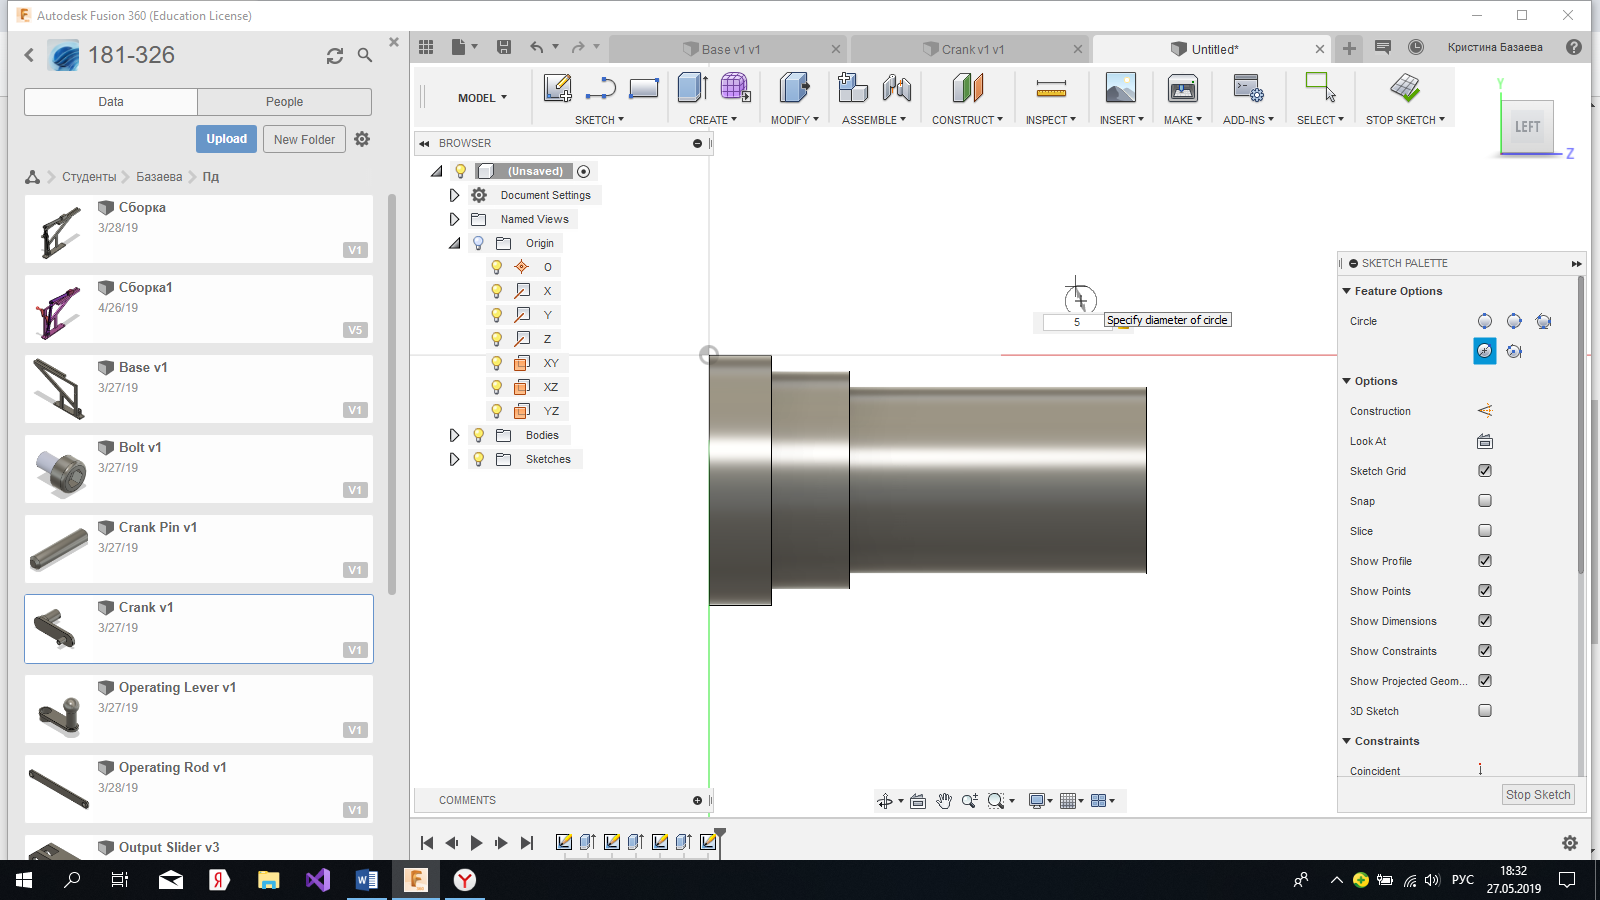 Autodesk Fusion 360 (Education License)
181-326
Data
People
Upload
New Folder
Студенты
Базаева
Пд
Сборка
3/28/19
V1
Сборка1
4/26/19
V5
Base v1
3/27/19
V1
Bolt v1
3/27/19
V1
Crank Pin v1
3/27/19
V1
Crank v1
3/27/19
V1
Operating Lever v1
3/27/19
V1
Operating Rod v1
3/28/19
V1
Output Slider v3
Base v1 v1
Crank v1 v1
Untitled*
Кристина Базаева
MODEL
SKETCH
CREATE
MODIFY
ASSEMBLE
CONSTRUCT
INSPECT
INSERT
MAKE
ADD-INS
SELECT
STOP SKETCH
BROWSER
(Unsaved)
Document Settings
Named Views
Origin
O
X
Y
Z
XY
XZ
YZ
Bodies
Sketches
Y
LEFT
Z
5
Specify diameter of circle
SKETCH PALETTE
Feature Options
Circle
Options
Construction
Look At
Sketch Grid
Snap
Slice
Show Profile
Show Points
Show Dimensions
Show Constraints
Show Projected Geom...
3D Sketch
Constraints
Coincident
Stop Sketch
COMMENTS
РУС
18:32
27.05.2019